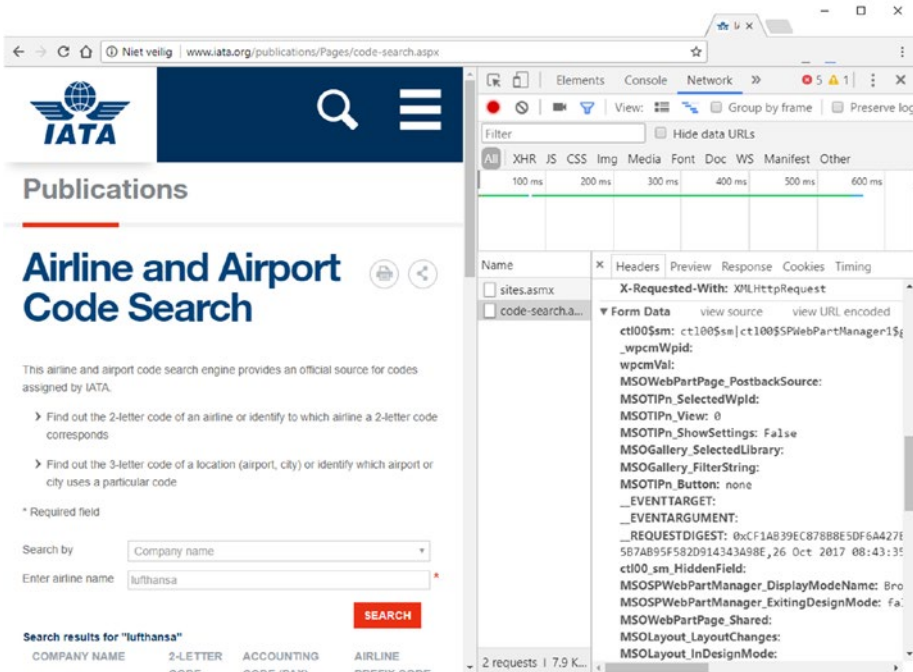 Niet veilig | www.iata.org/publications/Pages/code-search.aspx
IATA
Publications
Airline and Airport
Code Search
This airline and airport code search engine provides an official source for codes
assigned by IATA.
Find out the 2-letter code of an airline or identify to which airline a 2-letter code
corresponds
Find out the 3-letter code of a location (airport, city) or identify which airport or
city uses a particular code
* Required field
Search by Company name
Enter airline name lufthansa *
SEARCH
Search results for "lufthansa"
COMPANY NAME 2-LETTER ACCOUNTING AIRLINE
CODE CODE (PAX) PREFIX CODE
Elements Console Network » 5 1
View: Group by frame Preserve log
Filter Hide data URLs
All XHR JS CSS Img Media Font Doc WS Manifest Other
100 ms 200 ms 300 ms 400 ms 500 ms 600 ms
Name
sites.asmx
code-search.a...
× Headers Preview Response Cookies Timing
X-Requested-With: XMLHttpRequest
▼ Form Data view source view URL encoded
ctl00$sm: ctl00$sm|ctl00$SPWebPartManager1$g
_wpcmWpid:
wpcmVal:
MSOWebPartPage_PostbackSource:
MSOTlPn_SelectedWpId:
MSOTlPn_View: 0
MSOTlPn_ShowSettings: False
MSOGallery_SelectedLibrary:
MSOGallery_FilterString:
MSOTlPn_Button: none
__EVENTTARGET:
__EVENTARGUMENT:
__REQUESTDIGEST: 0xCF1AB39EC878B8E5DF6A427E
5B7AB95F582D914343A98E,26 Oct 2017 08:43:35
ctl00_sm_HiddenField:
MSOSPWebPartManager_DisplayModeName: Bro
MSOSPWebPartManager_ExitingDesignMode: fa
MSOWebPartPage_Shared:
MSOLayout_LayoutChanges:
MSOLayout_InDesignMode:
2 requests | 7.9 K...